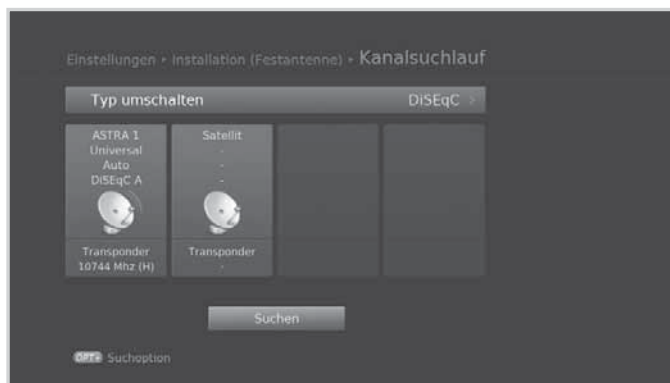 Einstellungen • Installation (Festantenne) • Kanalsuchlauf
Typ umschalten DiSEqC >
ASTRA 1
Universal
Auto
DiSEqC A
Transponder
10744 Mhz (H)
Satellit
-
-
-
Transponder
-
Suchen
OPT+ Suchoption